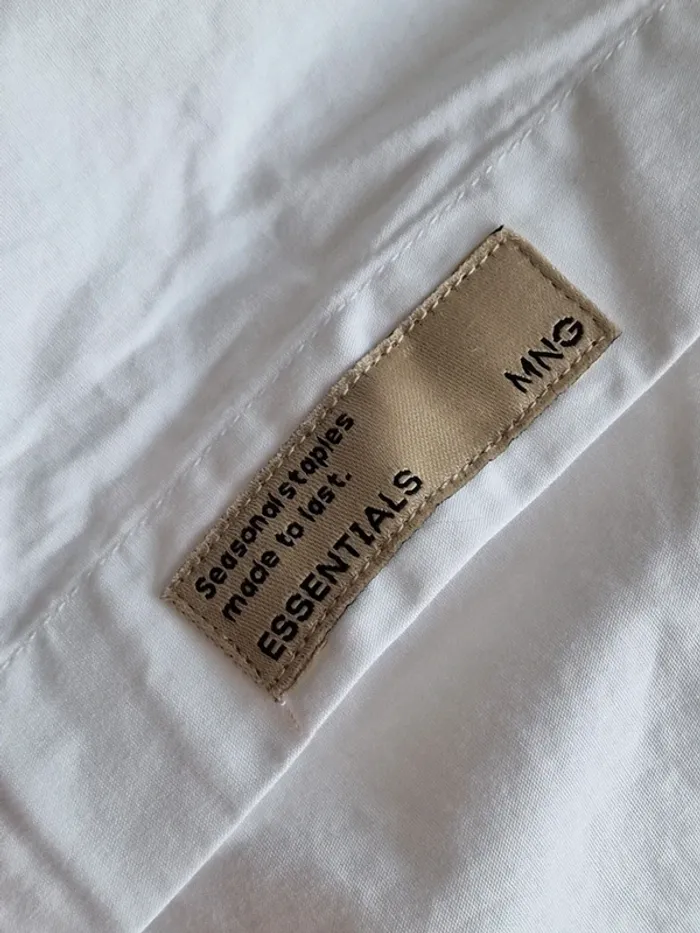 Seasonal staples
made to last.
ESSENTIALS
MNG